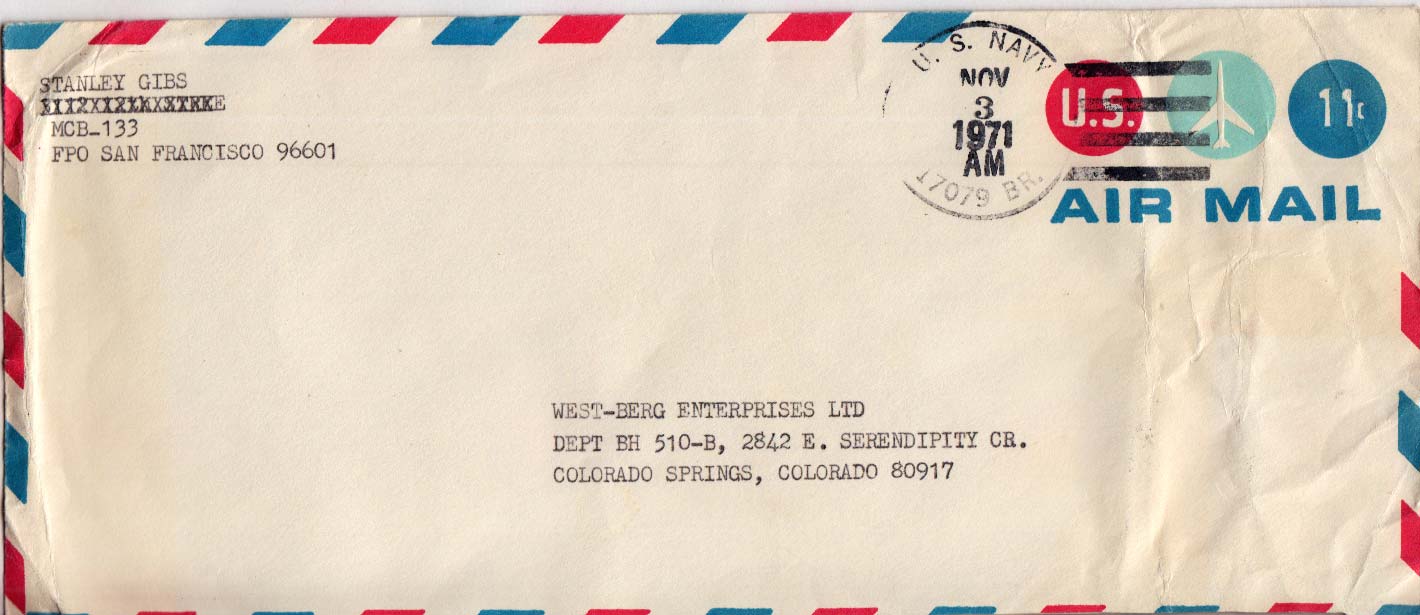 STANLEY GIBS
MCB-133
FPO SAN FRANCISCO 96601
U. S. NAVY
NOV
3
1971
AM
17079 BR.
U.S.
11c
AIR MAIL
WEST-BERG ENTERPRISES LTD
DEPT BH 510-B, 2842 E. SERENDIPITY CR.
COLORADO SPRINGS, COLORADO 80917